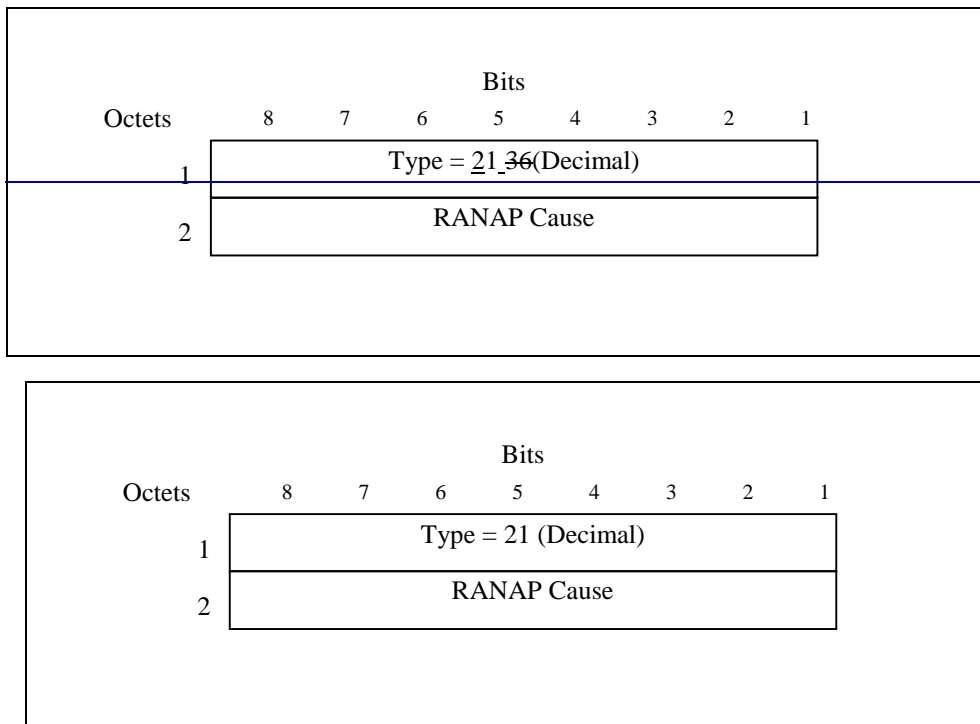 Bits
Octets 8 7 6 5 4 3 2 1
1 Type = 21 36(Decimal)
2 RANAP Cause
Bits
Octets 8 7 6 5 4 3 2 1
1 Type = 21 (Decimal)
2 RANAP Cause